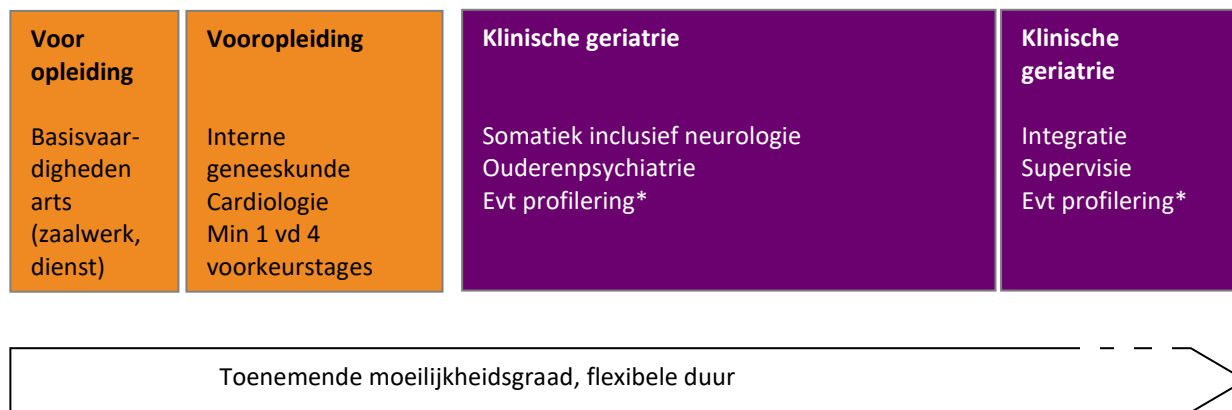 Voor
opleiding
Basisvaar-
digheden
arts
(zaalwerk,
dienst)
Vooropleiding
Interne
geneeskunde
Cardiologie
Min 1 vd 4
voorkeurstages
Klinische geriatrie
Somatiek inclusief neurologie
Ouderenpsychiatrie
Evt profilering*
Klinische
geriatrie
Integratie
Supervisie
Evt profilering*
Toenemende moeilijkheidsgraad, flexibele duur